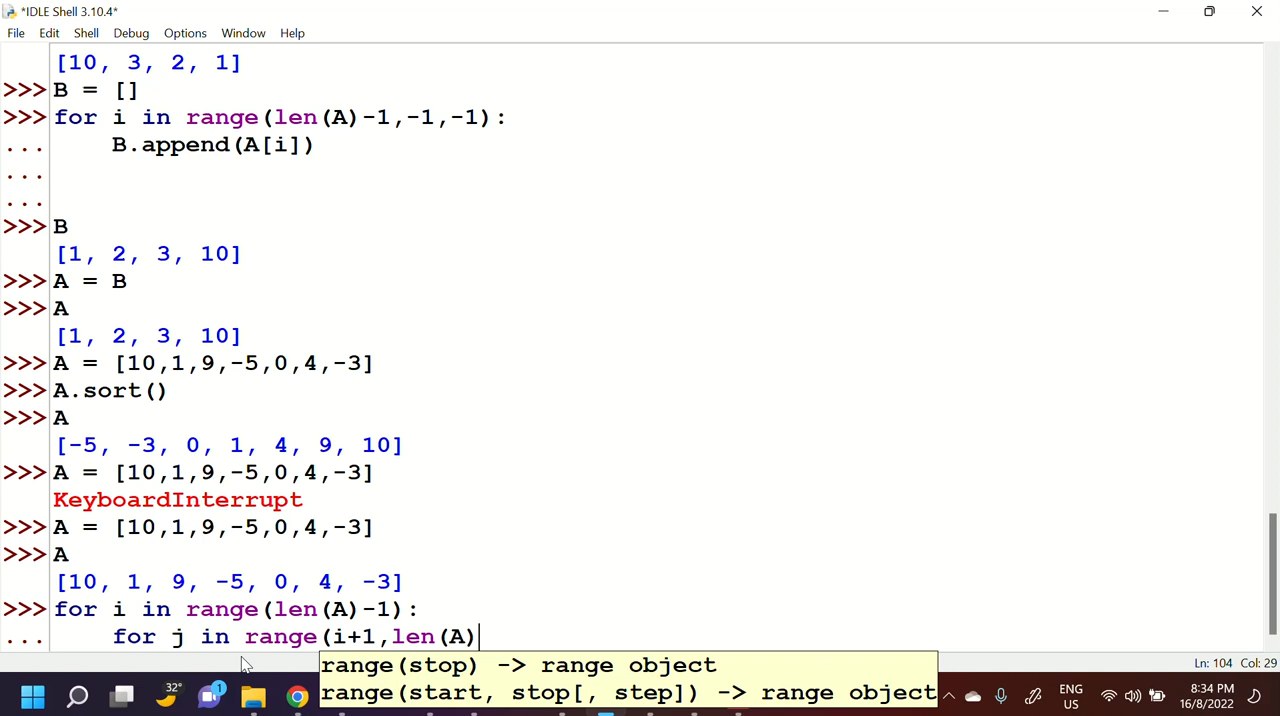 *IDLE Shell 3.10.4*
File Edit Shell Debug Options Window Help
[10, 3, 2, 1]
>>> B = []
>>> for i in range(len(A)-1,-1,-1):
... B.append(A[i])
...
...
>>> B
[1, 2, 3, 10]
>>> A = B
>>> A
[1, 2, 3, 10]
>>> A = [10,1,9,-5,0,4,-3]
>>> A.sort()
>>> A
[-5, -3, 0, 1, 4, 9, 10]
>>> A = [10,1,9,-5,0,4,-3]
KeyboardInterrupt
>>> A = [10,1,9,-5,0,4,-3]
>>> A
[10, 1, 9, -5, 0, 4, -3]
>>> for i in range(len(A)-1):
... for j in range(i+1,len(A)
range(stop) -> range object
range(start, stop[, step]) -> range object
Ln: 104 Col: 29
32°
1
ENG
US
8:34 PM
16/8/2022